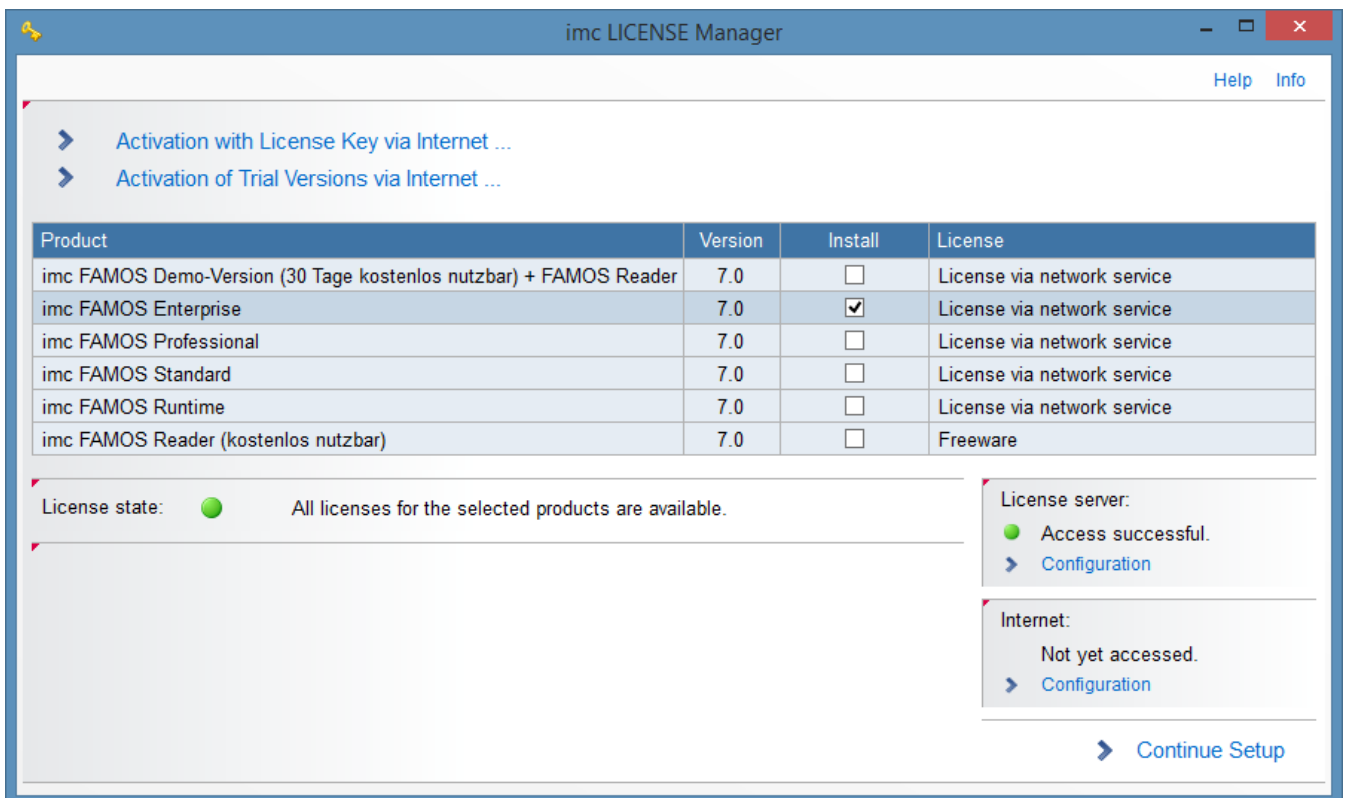 imc LICENSE Manager
Help Info
Activation with License Key via Internet ...
Activation of Trial Versions via Internet ...
Product Version Install License
imc FAMOS Demo-Version (30 Tage kostenlos nutzbar) + FAMOS Reader 7.0 License via network service
imc FAMOS Enterprise 7.0 License via network service
imc FAMOS Professional 7.0 License via network service
imc FAMOS Standard 7.0 License via network service
imc FAMOS Runtime 7.0 License via network service
imc FAMOS Reader (kostenlos nutzbar) 7.0 Freeware
License state: All licenses for the selected products are available.
License server:
Access successful.
Configuration
Internet:
Not yet accessed.
Configuration
Continue Setup